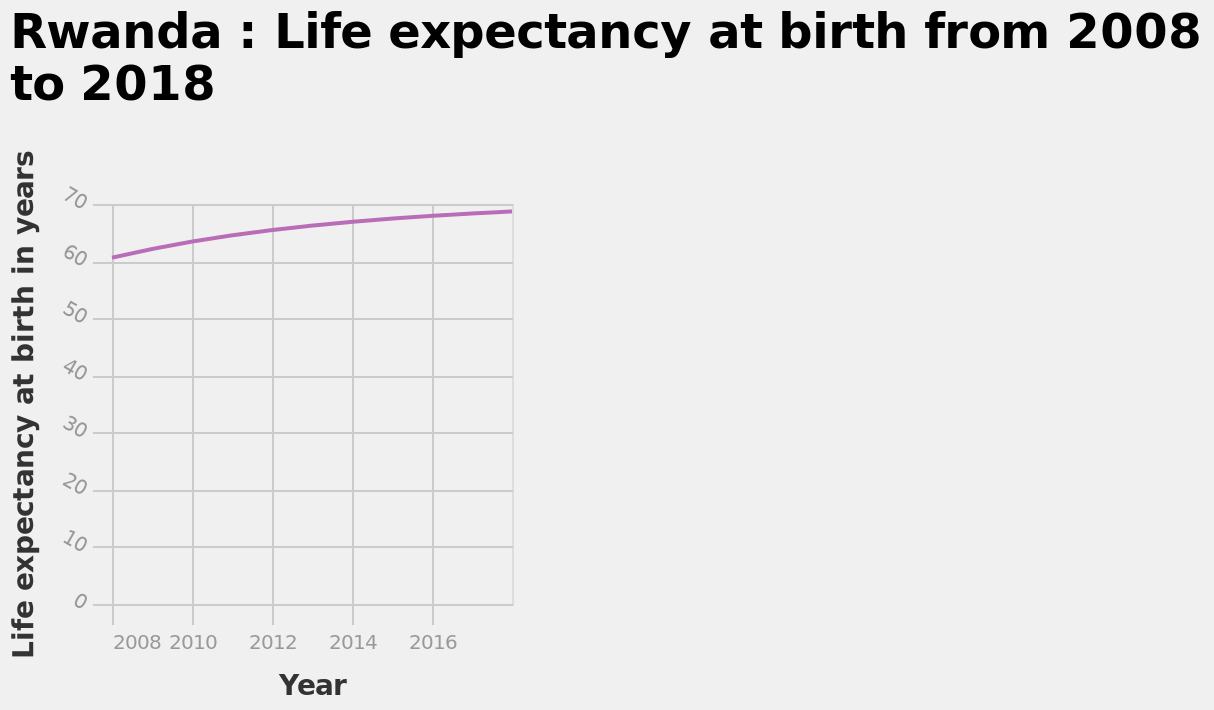 Rwanda : Life expectancy at birth from 2008
to 2018
Life expectancy at birth in years
70
60
50
40
30
20
10
0
2008 2010 2012 2014 2016
Year